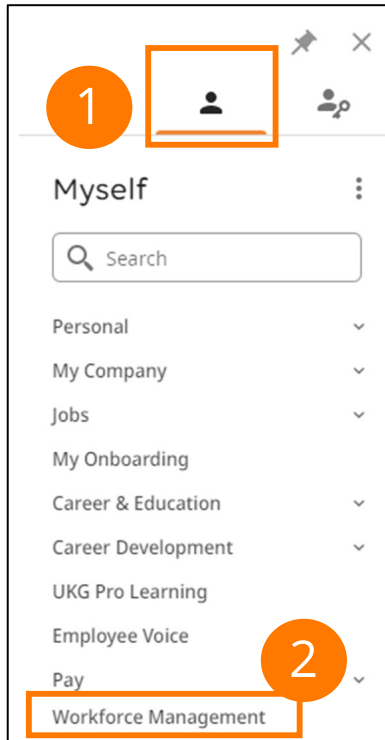 1
Myself
Search
Personal
My Company
Jobs
My Onboarding
Career & Education
Career Development
UKG Pro Learning
Employee Voice
2
Pay
Workforce Management